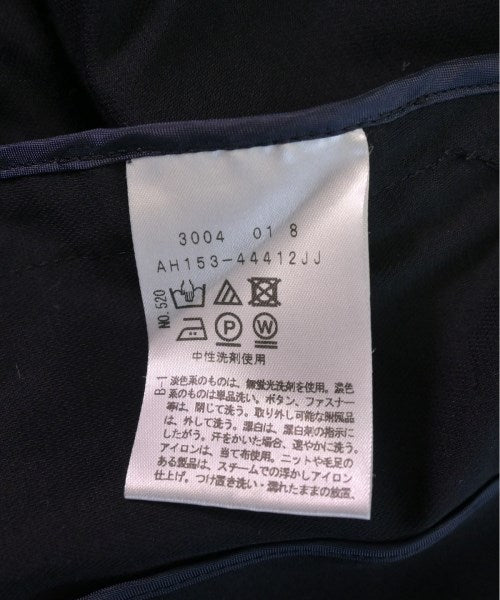 3004 01 8
AH153-44412JJ
NO.520
P W
中性洗剤使用
B-1
淡色系のものは、無蛍光洗剤を使用。濃色
系のものは単品洗い。ボタン、ファスナー
等は、閉じて洗う。取り外し可能な附属品
は、外して洗う。漂白は、漂白剤の指示に
したがう。汗をかいた場合、速やかに洗う。
アイロンは、当て布使用。ニットや毛足の
ある製品は、スチームでの浮かしアイロン
仕上げ。つけ置き洗い・濡れたままの放置、